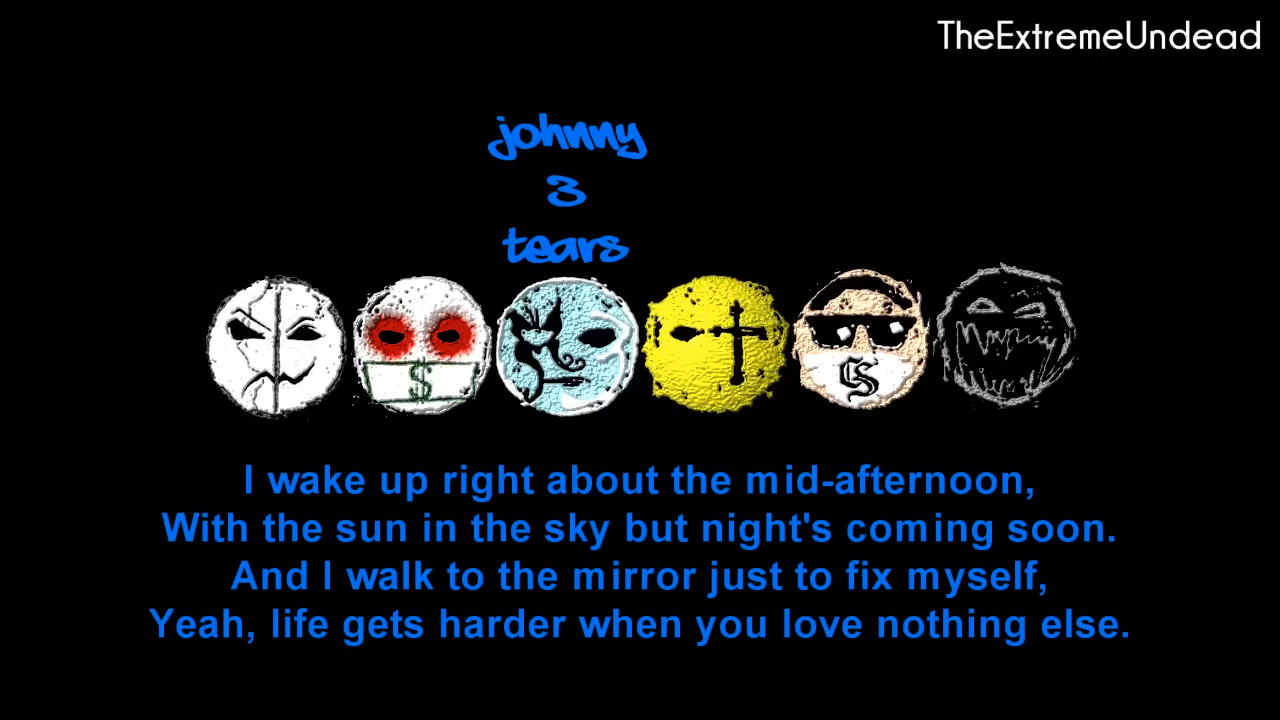 TheExtremeUndead
johnny
3
tears
$
I wake up right about the mid-afternoon,
With the sun in the sky but night's coming soon.
And I walk to the mirror just to fix myself,
Yeah, life gets harder when you love nothing else.